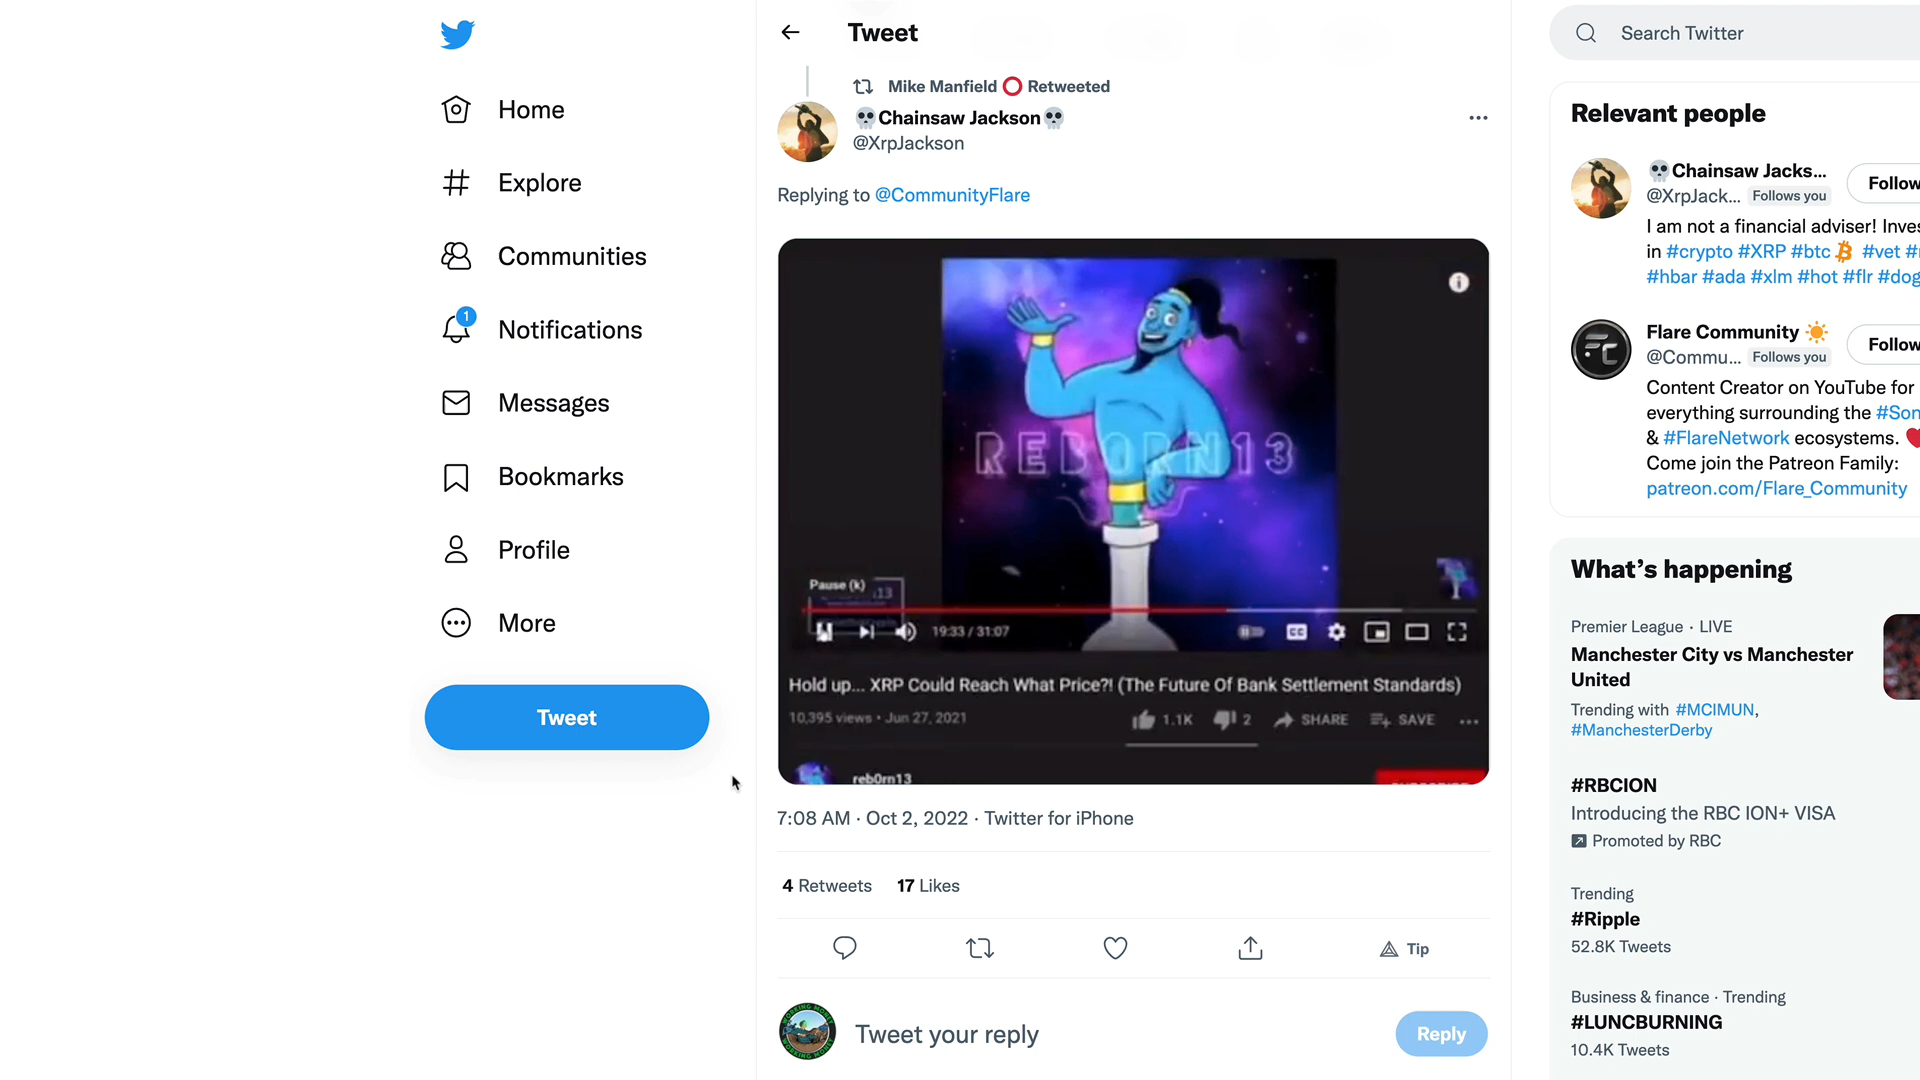 Home
Explore
Communities
1
Notifications
Messages
Bookmarks
Profile
More
Tweet
Tweet
Mike Manfield Retweeted
Chainsaw Jackson
@XrpJackson
Replying to @CommunityFlare
REBORN13
Pause (k)
19:33 / 31:07
CC
Hold up... XRP Could Reach What Price?! (The Future Of Bank Settlement Standards)
10,395 views • Jun 27, 2021
1.1K
2
SHARE
SAVE
reb0rn13
7:08 AM · Oct 2, 2022 · Twitter for iPhone
4 Retweets 17 Likes
Tip
Tweet your reply
Reply
Search Twitter
Relevant people
Chainsaw Jacks...
@XrpJack... Follows you
Follow
I am not a financial adviser! Inves
in #crypto #XRP #btc #vet #
#hbar #ada #xlm #hot #flr #dog
Flare Community
@Commu... Follows you
Follow
Content Creator on YouTube for
everything surrounding the #Son
& #FlareNetwork ecosystems.
Come join the Patreon Family:
patreon.com/Flare_Community
What's happening
Premier League · LIVE
Manchester City vs Manchester
United
Trending with #MCIMUN,
#ManchesterDerby
#RBCION
Introducing the RBC ION+ VISA
Promoted by RBC
Trending
#Ripple
52.8K Tweets
Business & finance · Trending
#LUNCBURNING
10.4K Tweets